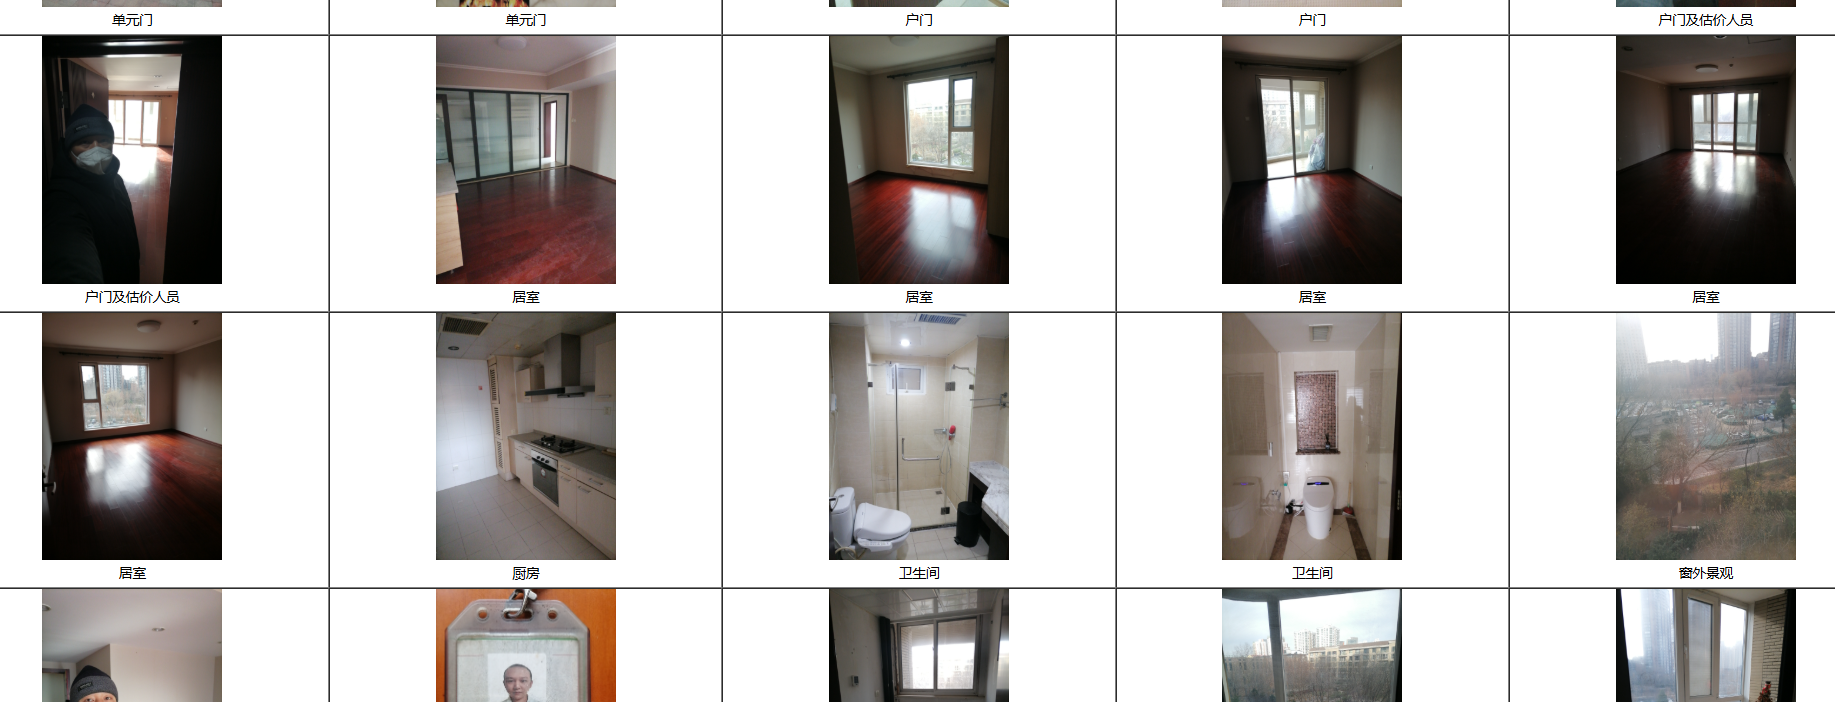 单元门
单元门
户门
户门
户门及估价人员
户门及估价人员
居室
居室
居室
居室
居室
厨房
卫生间
卫生间
窗外景观